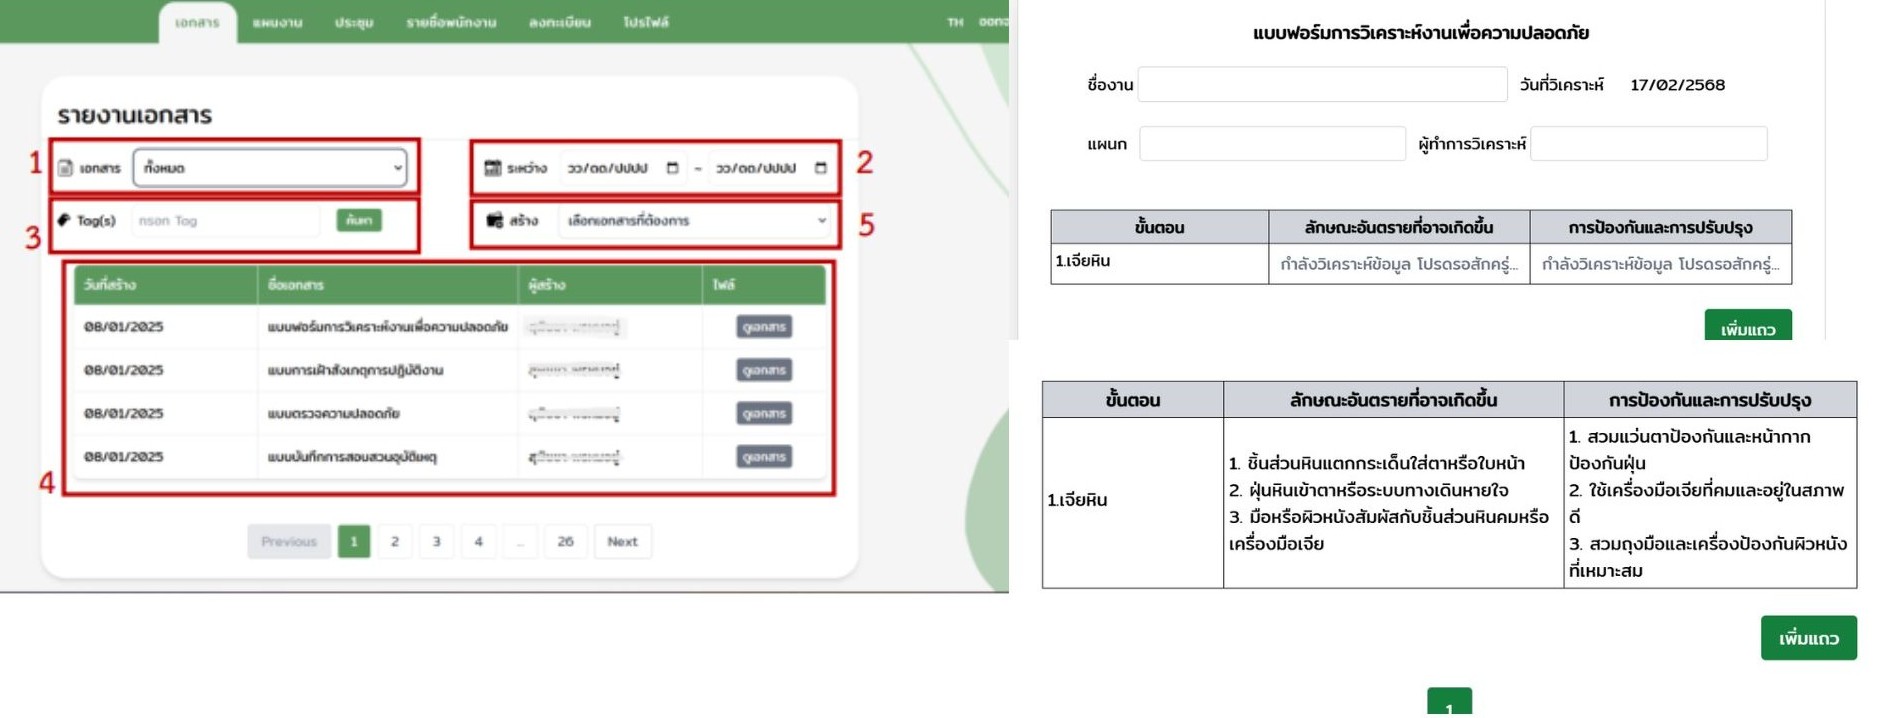 เอกสาร แผนงาน ประชุม รายชื่อพนักงาน ลงทะเบียน โปรไฟล์ TH
รายงานเอกสาร
1 เอกสาร ทั้งหมด
ระหว่าง วว/ดด/ปปปป ~ วว/ดด/ปปปป 2
3 Tag(s) กรอก Tag ค้นหา
สร้าง เลือกเอกสารที่ต้องการ 5
วันที่สร้าง ชื่อเอกสาร ผู้สร้าง ไฟล์
08/01/2025 แบบฟอร์มการวิเคราะห์งานเพื่อความปลอดภัย ดูเอกสาร
08/01/2025 แบบการเฝ้าสังเกตุการปฏิบัติงาน ดูเอกสาร
08/01/2025 แบบตรวจความปลอดภัย ดูเอกสาร
08/01/2025 แบบบันทึกการสอบสวนอุบัติเหตุ ดูเอกสาร
4
Previous 1 2 3 4 ... 26 Next
แบบฟอร์มการวิเคราะห์งานเพื่อความปลอดภัย
ชื่องาน วันที่วิเคราะห์ 17/02/2568
แผนก ผู้ทำการวิเคราะห์
ขั้นตอน ลักษณะอันตรายที่อาจเกิดขึ้น การป้องกันและการปรับปรุง
1.เจียหิน กำลังวิเคราะห์ข้อมูล โปรดรอสักครู่... กำลังวิเคราะห์ข้อมูล โปรดรอสักครู่...
เพิ่มแถว
ขั้นตอน ลักษณะอันตรายที่อาจเกิดขึ้น การป้องกันและการปรับปรุง
1.เจียหิน
1. ชิ้นส่วนหินแตกกระเด็นใส่ตาหรือใบหน้า
2. ฝุ่นหินเข้าตาหรือระบบทางเดินหายใจ
3. มือหรือผิวหนังสัมผัสกับชิ้นส่วนหินคมหรือ
เครื่องมือเจีย
1. สวมแว่นตาป้องกันและหน้ากาก
ป้องกันฝุ่น
2. ใช้เครื่องมือเจียที่คมและอยู่ในสภาพ
ดี
3. สวมถุงมือและเครื่องป้องกันผิวหนัง
ที่เหมาะสม
เพิ่มแถว
1